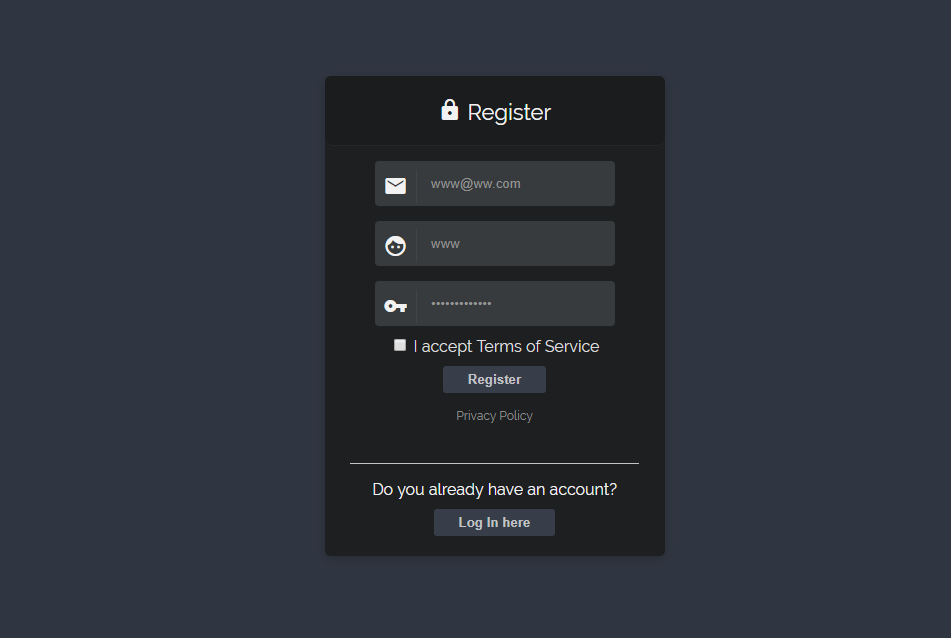 Register
www@ww.com
www
•••••••••••••
I accept Terms of Service
Register
Privacy Policy
Do you already have an account?
Log In here